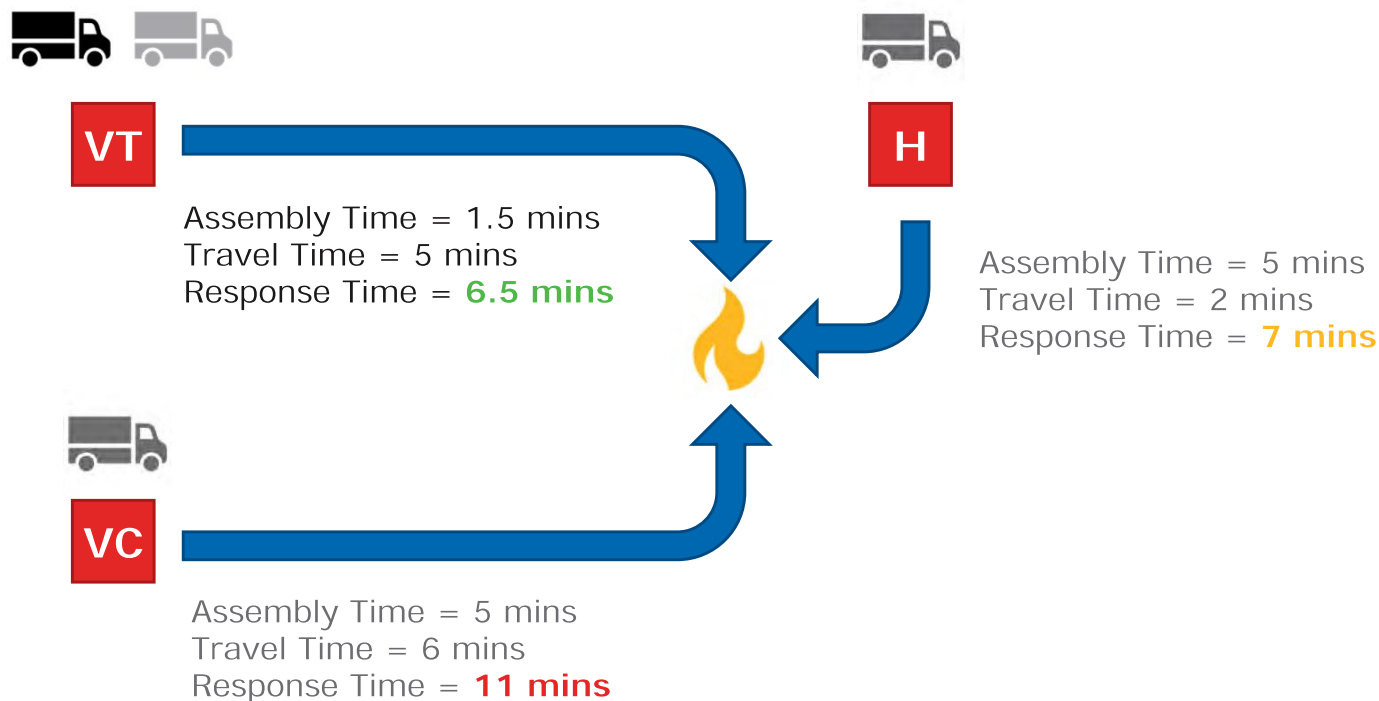 VT
H
Assembly Time = 1.5 mins
Travel Time = 5 mins
Response Time = 6.5 mins
Assembly Time = 5 mins
Travel Time = 2 mins
Response Time = 7 mins
VC
Assembly Time = 5 mins
Travel Time = 6 mins
Response Time = 11 mins